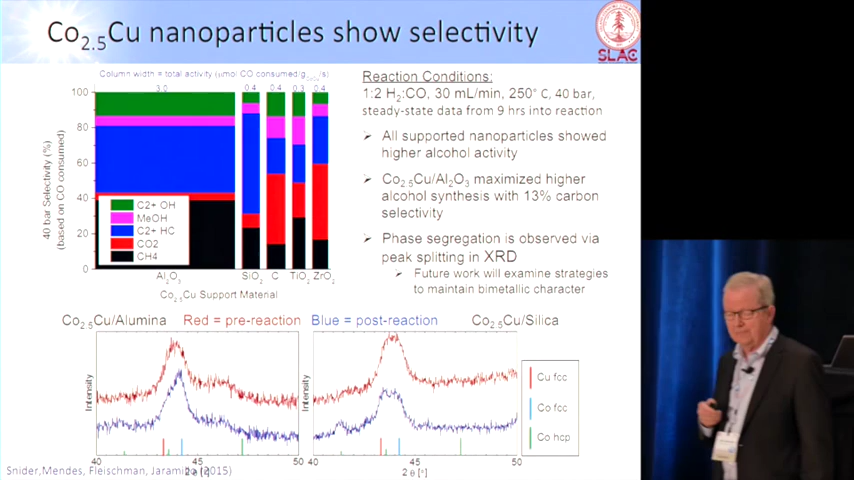 Co2.5Cu nanoparticles show selectivity
SLAC
Column width = total activity (μmol CO consumed/gcat/s)
3.0 0.4 0.4 0.3 0.4
100
80
60
40
20
0
40 bar Selectivity (%)
(based on CO consumed)
C2+ OH
MeOH
C2+ HC
CO2
CH4
Al2O3 SiO2 C TiO2 ZrO2
Co2.5Cu Support Material
Reaction Conditions:
1:2 H2:CO, 30 mL/min, 250° C, 40 bar,
steady-state data from 9 hrs into reaction
All supported nanoparticles showed
higher alcohol activity
Co2.5Cu/Al2O3 maximized higher
alcohol synthesis with 13% carbon
selectivity
Phase segregation is observed via
peak splitting in XRD
Future work will examine strategies
to maintain bimetallic character
Co2.5Cu/Alumina Red = pre-reaction Blue = post-reaction Co2.5Cu/Silica
Intensity
Intensity
Cu fcc
Co fcc
Co hcp
40 45 50 40 45 50
2 θ [°] 2 θ [°]
Snider, Mendes, Fleischman, Jaramillo (2015)